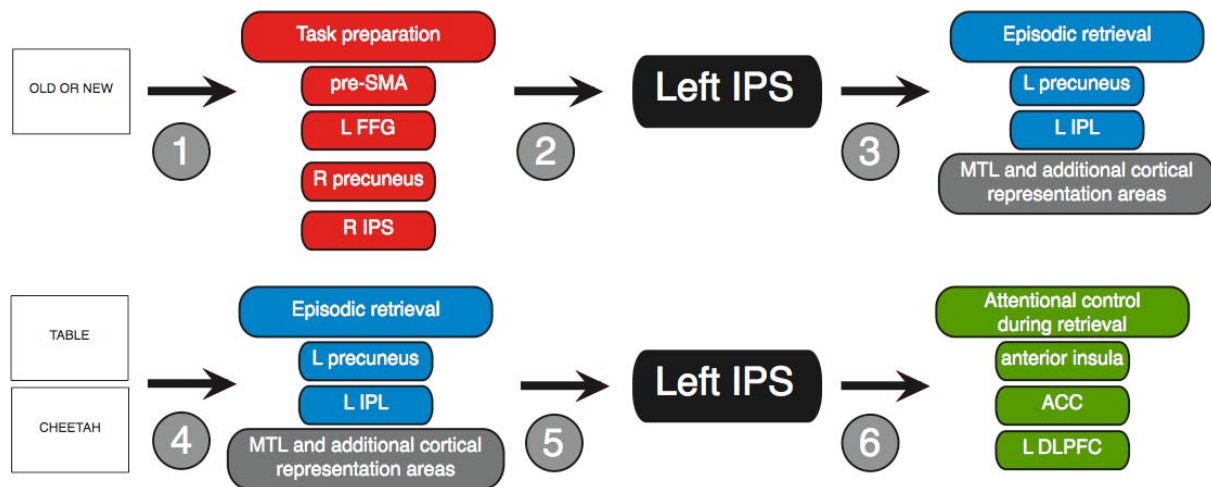 OLD OR NEW
1
Task preparation
pre-SMA
L FFG
R precuneus
R IPS
2
Left IPS
3
Episodic retrieval
L precuneus
L IPL
MTL and additional cortical
representation areas
TABLE
CHEETAH
4
Episodic retrieval
L precuneus
L IPL
MTL and additional cortical
representation areas
5
Left IPS
6
Attentional control
during retrieval
anterior insula
ACC
L DLPFC